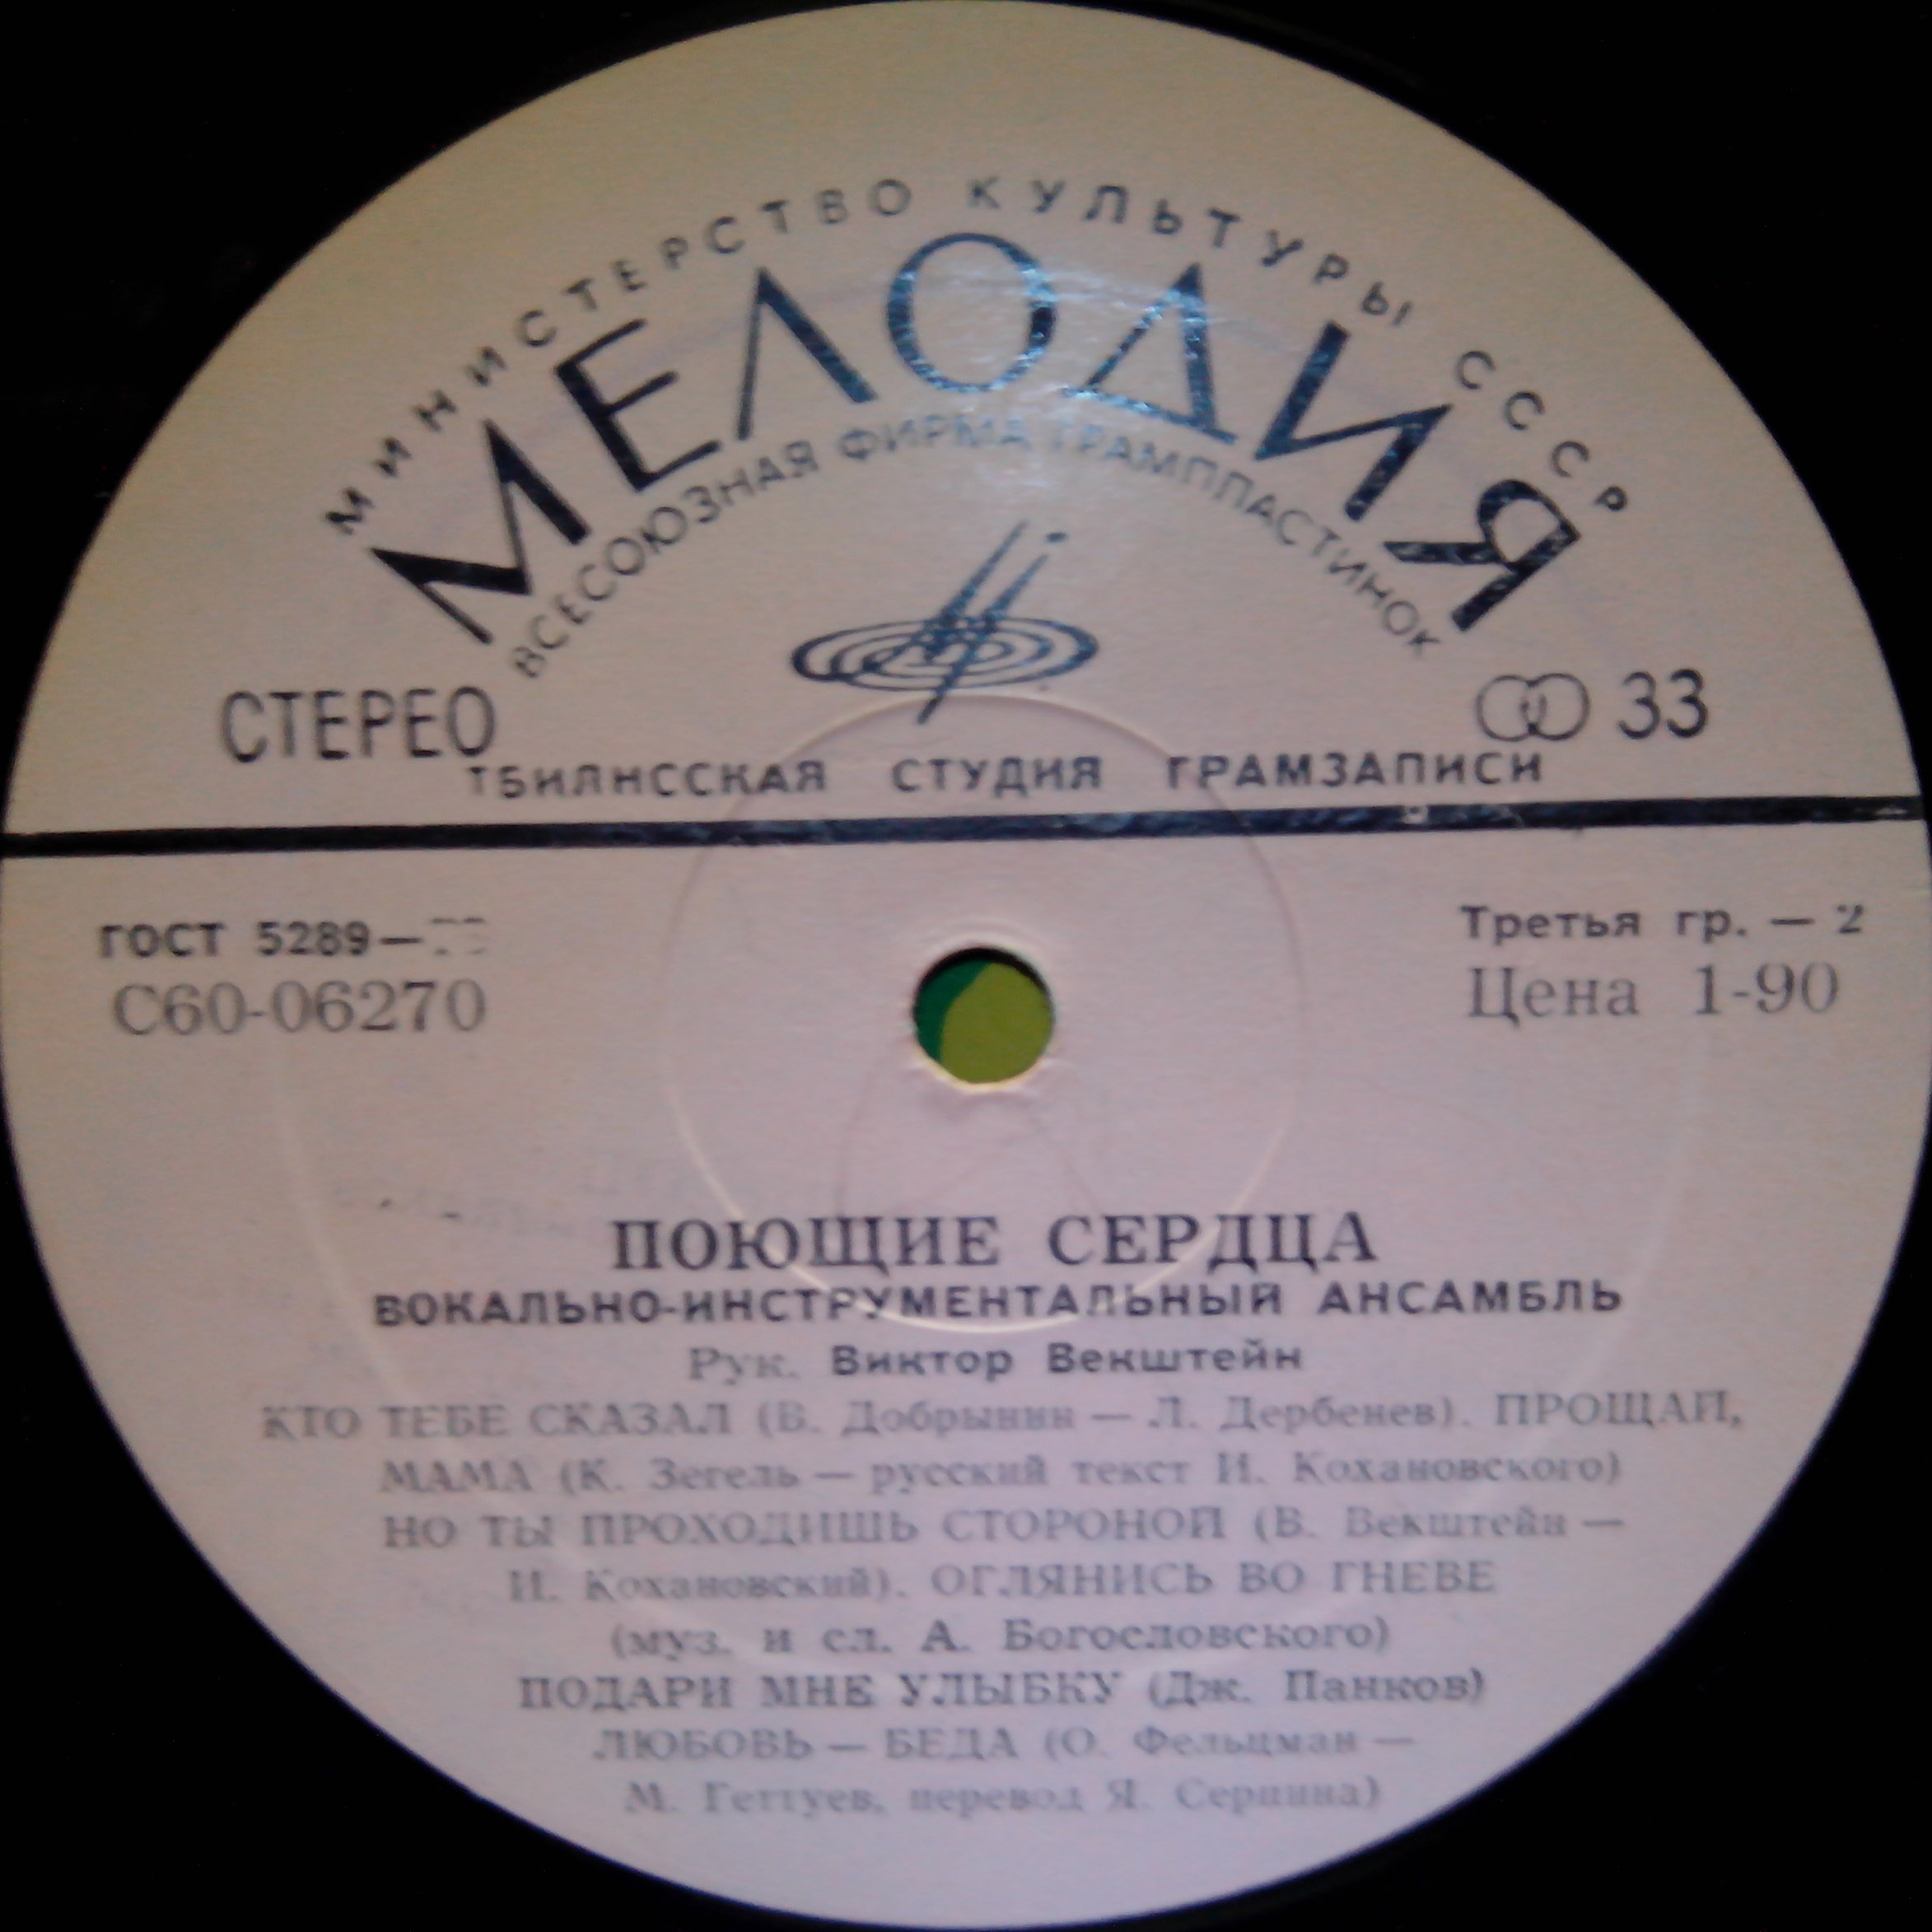 МИНИСТЕРСТВО КУЛЬТУРЫ СССР
МЕЛОДИЯ
ВСЕСОЮЗНАЯ ФИРМА ГРАМПЛАСТИНОК
СТЕРЕО
33
ТБИЛИССКАЯ СТУДИЯ ГРАМЗАПИСИ
ГОСТ 5289—
Третья гр. — 2
С60-06270
Цена 1-90
ПОЮЩИЕ СЕРДЦА
ВОКАЛЬНО-ИНСТРУМЕНТАЛЬНЫЙ АНСАМБЛЬ
Рук. Виктор Векштейн
КТО ТЕБЕ СКАЗАЛ (В. Добрынин — Л. Дербенев). ПРОЩАЙ,
МАМА (К. Зегель — русский текст И. Кохановского)
НО ТЫ ПРОХОДИШЬ СТОРОНОЙ (В. Векштейн —
И. Кохановский). ОГЛЯНИСЬ ВО ГНЕВЕ
(муз. и сл. А. Богословского)
ПОДАРИ МНЕ УЛЫБКУ (Дж. Панков)
ЛЮБОВЬ — БЕДА (О. Фельцман —
М. Геттуев, перевод Я. Серпина)